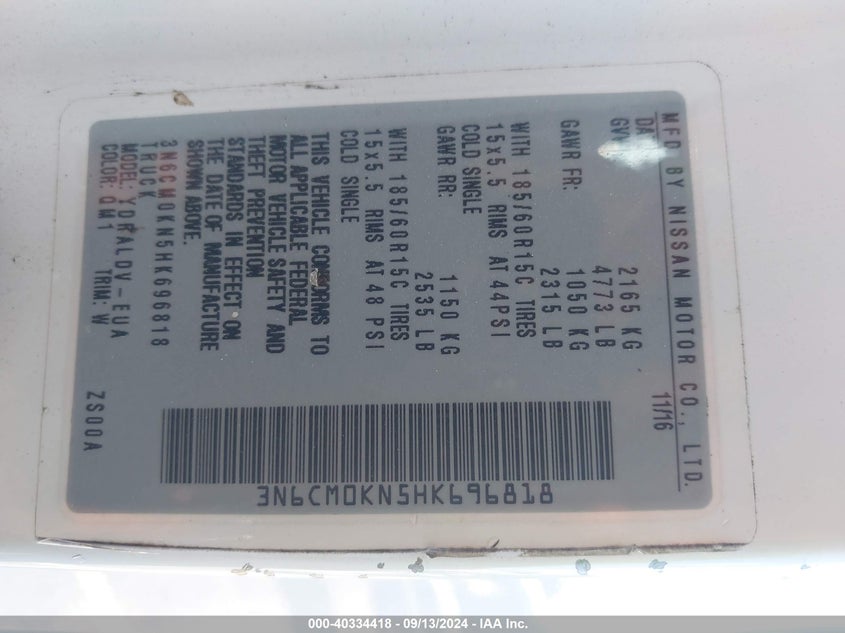 MFD BY NISSAN MOTOR CO., LTD.
DA 11/16
GV 2165 KG
4773 LB
GAWR FR: 1050 KG
2315 LB
WITH 185/60R15C TIRES
15x5.5 RIMS AT 44PSI
COLD SINGLE
GAWR RR: 1150 KG
2535 LB
WITH 185/60R15C TIRES
15x5.5 RIMS AT 48 PSI
COLD SINGLE
THIS VEHICLE CONFORMS TO
ALL APPLICABLE FEDERAL
MOTOR VEHICLE SAFETY AND
THEFT PREVENTION
STANDARDS IN EFFECT ON
THE DATE OF MANUFACTURE
SHOWN ABOVE.
3N6CM0KN5HK696818
TRUCK
MODEL: YDRALDV-EUA
COLOR: QM1 TRIM: W ZS00A
3N6CM0KN5HK696818
000-40334418 - 09/13/2024 - IAA Inc.